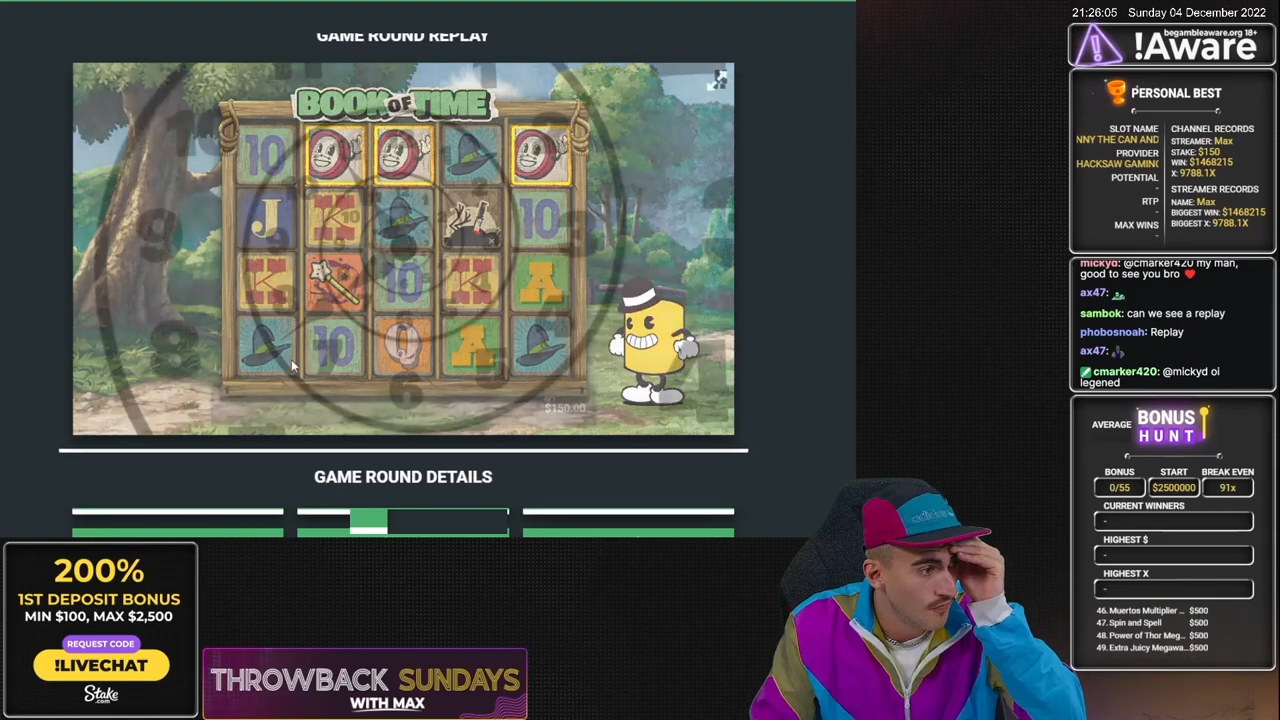 21:26:05 Sunday 04 December 2022
begambleaware.org 18+
!Aware
PERSONAL BEST
SLOT NAME
NNY THE CAN AND
PROVIDER
HACKSAW GAMING
POTENTIAL
-
RTP
-
MAX WINS
-
CHANNEL RECORDS
STREAMER: Max
STAKE: $150
WIN: $1468215
X: 9788.1X
STREAMER RECORDS
NAME: Max
BIGGEST WIN: $1468215
BIGGEST X: 9788.1X
mickyd: @cmarker420 my man,
good to see you bro
ax47:
sambok: can we see a replay
phobosnoah: Replay
ax47:
cmarker420: @mickyd oi
legened
AVERAGE BONUS
HUNT
BONUS START BREAK EVEN
0/55 $2500000 91x
CURRENT WINNERS
-
HIGHEST $
-
HIGHEST X
-
46. Muertos Multiplier ... $500
47. Spin and Spell $500
48. Power of Thor Meg... $500
49. Extra Juicy Megawa... $500
GAME ROUND REPLAY
BOOK OF TIME
10
J K 10
K 10 K A
10 Q A
$150.00
GAME ROUND DETAILS
200%
1ST DEPOSIT BONUS
MIN $100, MAX $2,500
REQUEST CODE
!LIVECHAT
Stake
.com
THROWBACK SUNDAYS
WITH MAX